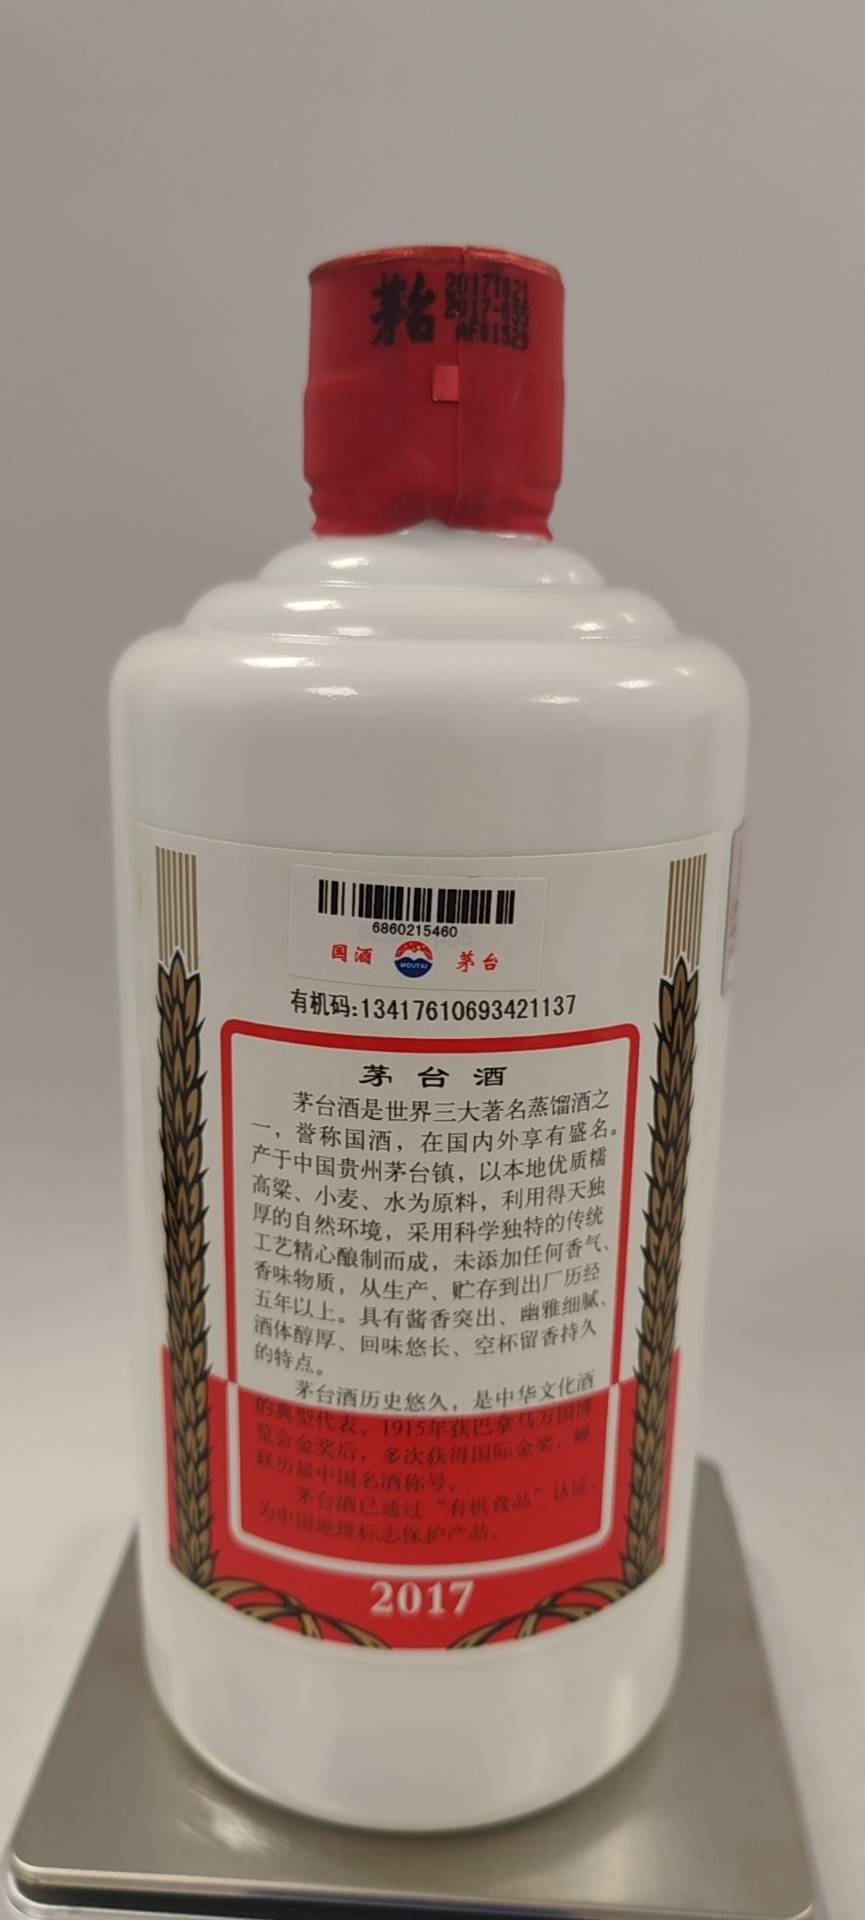 茅台
20171021
2017-095
AF01529
6860215460
国酒 MOUTAI 茅台
有机码:13417610693421137
茅台酒
茅台酒是世界三大著名蒸馏酒之
一，誉称国酒，在国内外享有盛名。
产于中国贵州茅台镇，以本地优质糯
高粱、小麦、水为原料，利用得天独
厚的自然环境，采用科学独特的传统
工艺精心酿制而成，未添加任何香气、
香味物质，从生产、贮存到出厂历经
五年以上。具有酱香突出、幽雅细腻、
酒体醇厚、回味悠长、空杯留香持久
的特点。
茅台酒历史悠久，是中华文化酒
的典型代表。1915年获巴拿马万国博
览会金奖后，多次获得国际金奖，蝉
联历届中国名酒称号。
茅台酒已通过“有机食品”认证，
为中国地理标志保护产品。
2017